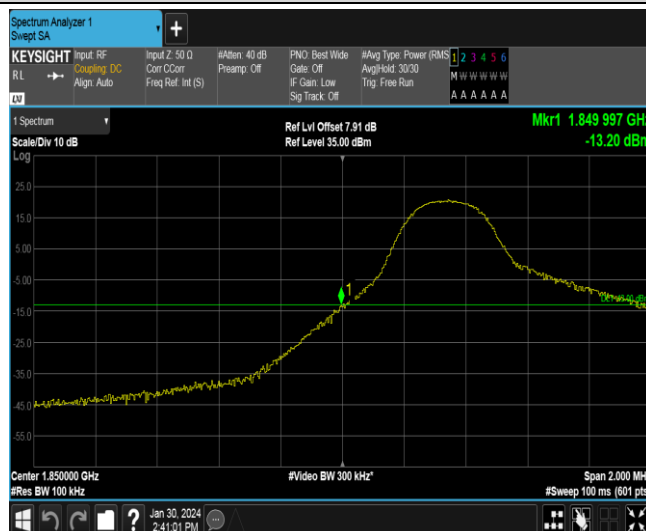 Spectrum Analyzer 1
Swept SA
+
KEYSIGHT Input: RF Input Z: 50 Ω #Atten: 40 dB PNO: Best Wide #Avg Type: Power (RMS 1 2 3 4 5 6
RL Coupling: DC Corr CCorr Preamp: Off Gate: Off Avg|Hold: 30/30 M W W W W W
Align: Auto Freq Ref: Int (S) IF Gain: Low Trig: Free Run
Sig Track: Off A A A A A A
LXI
1 Spectrum Ref Lvl Offset 7.91 dB Mkr1 1.849 997 GHz
Scale/Div 10 dB Ref Level 35.00 dBm -13.20 dBm
Log
25.0
15.0
5.00
-5.00
1
-15.0
-25.0
-35.0
-45.0
-55.0
Center 1.850000 GHz #Video BW 300 kHz* Span 2.000 MH
#Res BW 100 kHz #Sweep 100 ms (601 pts
? Jan 30, 2024
2:41:01 PM